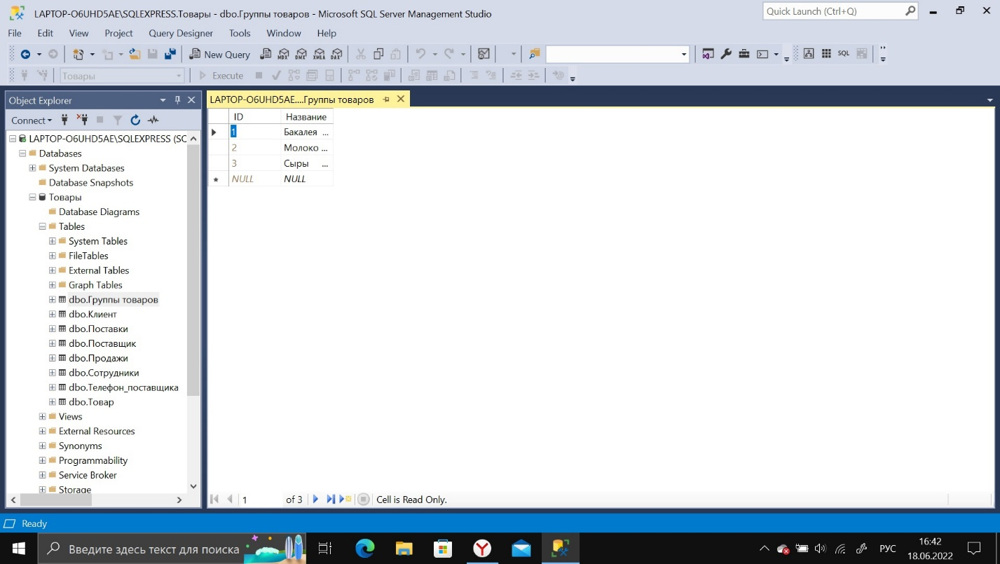 LAPTOP-O6UHD5AE\SQLEXPRESS.Товары - dbo.Группы товаров - Microsoft SQL Server Management Studio
Quick Launch (Ctrl+Q)
File Edit View Project Query Designer Tools Window Help
New Query MDX DMX XMLA DAX SQL
Товары Execute
Object Explorer
Connect
LAPTOP-O6UHD5AE\SQLEXPRESS (SC
Databases
System Databases
Database Snapshots
Товары
Database Diagrams
Tables
System Tables
FileTables
External Tables
Graph Tables
dbo.Группы товаров
dbo.Клиент
dbo.Поставки
dbo.Поставщик
dbo.Продажи
dbo.Сотрудники
dbo.Телефон_поставщика
dbo.Товар
Views
External Resources
Synonyms
Programmability
Service Broker
Storage
LAPTOP-O6UHD5AE....Группы товаров
ID Название
1 Бакалея ...
2 Молоко ...
3 Сыры ...
NULL NULL
1 of 3 Cell is Read Only.
Ready
Введите здесь текст для поиска
РУС
16:42
18.06.2022